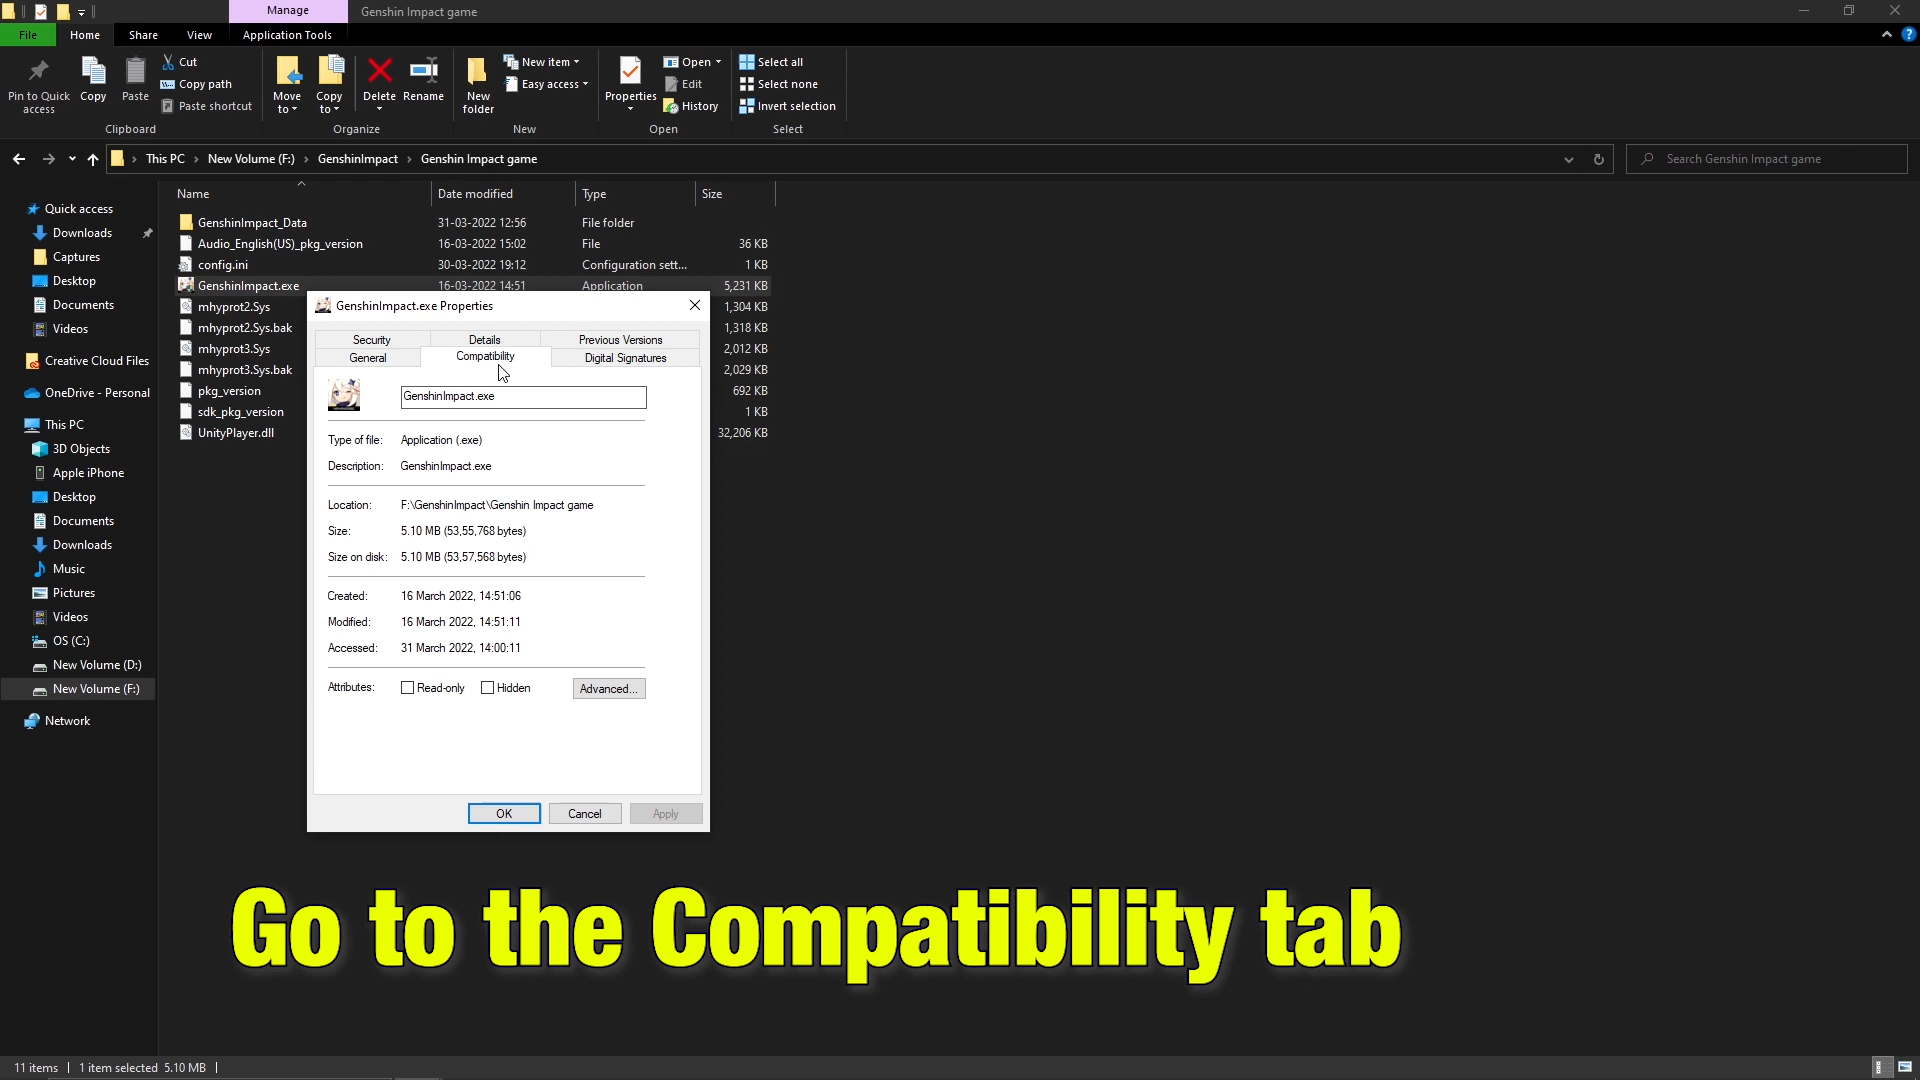 Manage
Genshin Impact game
File
Home
Share
View
Application Tools
Pin to Quick
access
Copy
Paste
Cut
Copy path
Paste shortcut
Clipboard
Move
to
Copy
to
Delete
Rename
Organize
New
folder
New item
Easy access
New
Properties
Open
Edit
History
Open
Select all
Select none
Invert selection
Select
This PC
New Volume (F:)
GenshinImpact
Genshin Impact game
Search Genshin Impact game
Name
Date modified
Type
Size
Quick access
Downloads
Captures
Desktop
Documents
Videos
Creative Cloud Files
OneDrive - Personal
This PC
3D Objects
Apple iPhone
Desktop
Documents
Downloads
Music
Pictures
Videos
OS (C:)
New Volume (D:)
New Volume (F:)
Network
GenshinImpact_Data 31-03-2022 12:56 File folder
Audio_English(US)_pkg_version 16-03-2022 15:02 File 36 KB
config.ini 30-03-2022 19:12 Configuration sett... 1 KB
GenshinImpact.exe 16-03-2022 14:51 Application 5,231 KB
mhyprot2.Sys 1,304 KB
mhyprot2.Sys.bak 1,318 KB
mhyprot3.Sys 2,012 KB
mhyprot3.Sys.bak 2,029 KB
pkg_version 692 KB
sdk_pkg_version 1 KB
UnityPlayer.dll 32,206 KB
GenshinImpact.exe Properties
Security
Details
Previous Versions
General
Compatibility
Digital Signatures
GenshinImpact.exe
Type of file: Application (.exe)
Description: GenshinImpact.exe
Location: F:\GenshinImpact\Genshin Impact game
Size: 5.10 MB (53,55,768 bytes)
Size on disk: 5.10 MB (53,57,568 bytes)
Created: 16 March 2022, 14:51:06
Modified: 16 March 2022, 14:51:11
Accessed: 31 March 2022, 14:00:11
Attributes: Read-only Hidden Advanced...
OK
Cancel
Apply
Go to the Compatibility tab
11 items
1 item selected 5.10 MB